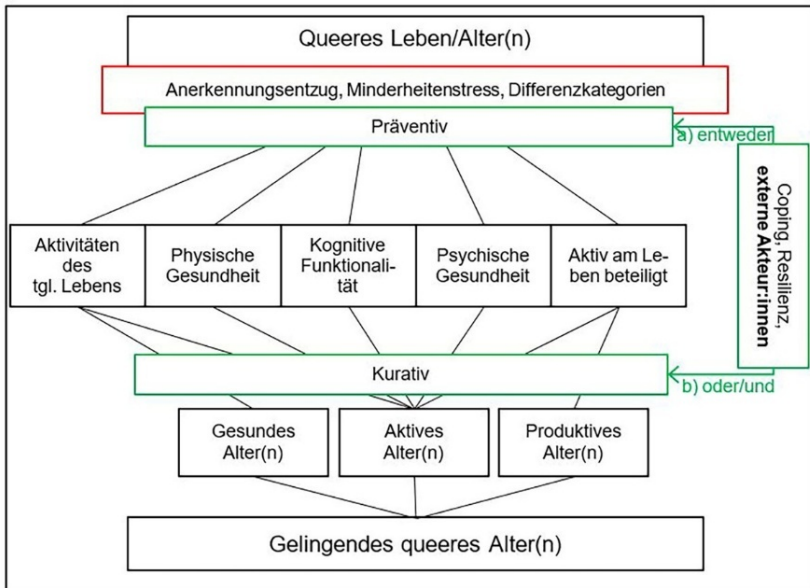 Queeres Leben/Alter(n)
Anerkennungsentzug, Minderheitenstress, Differenzkategorien
Präventiv
a) entweder
Coping, Resilienz,
externe Akteur:innen
Aktivitäten
des
tgl. Lebens
Physische
Gesundheit
Kognitive
Funktionali-
tät
Psychische
Gesundheit
Aktiv am Le-
ben beteiligt
Kurativ
b) oder/und
Gesundes
Alter(n)
Aktives
Alter(n)
Produktives
Alter(n)
Gelingendes queeres Alter(n)